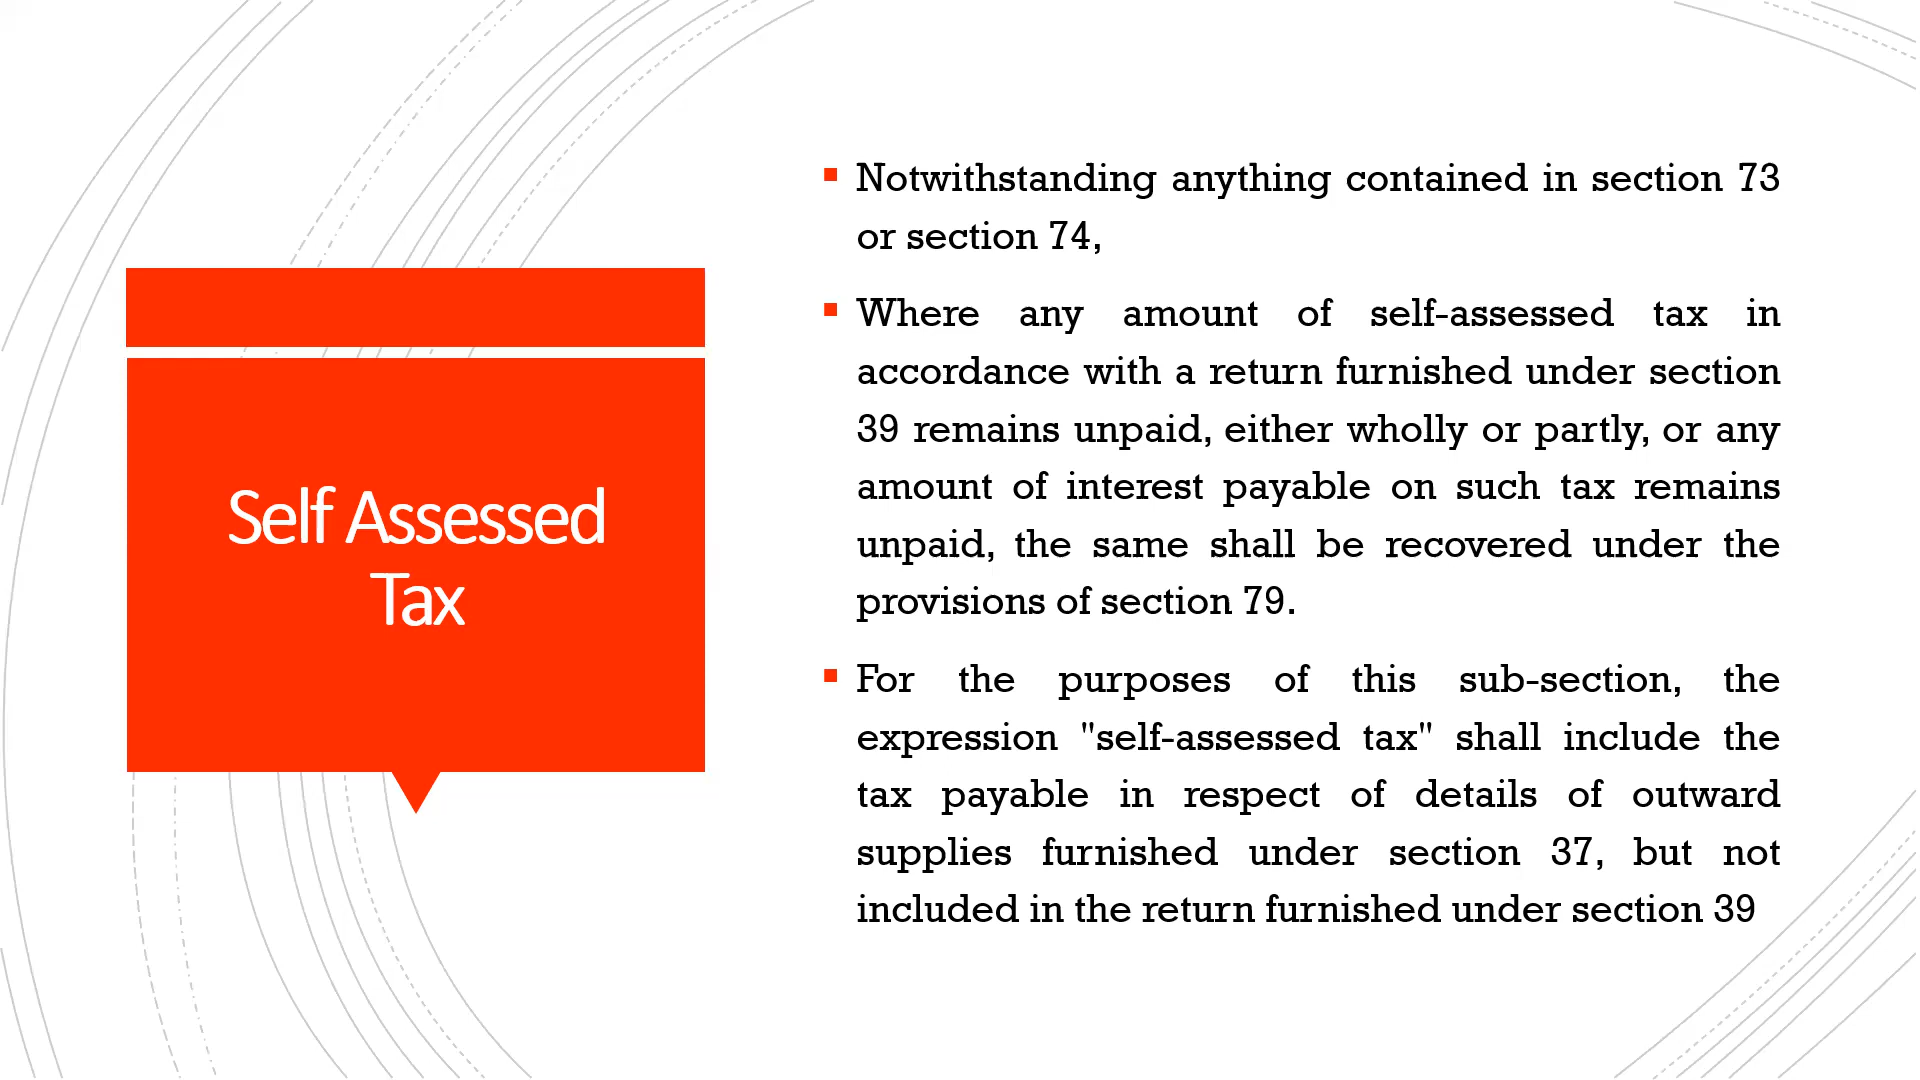 Self Assessed
Tax
Notwithstanding anything contained in section 73
or section 74,
Where any amount of self-assessed tax in
accordance with a return furnished under section
39 remains unpaid, either wholly or partly, or any
amount of interest payable on such tax remains
unpaid, the same shall be recovered under the
provisions of section 79.
For the purposes of this sub-section, the
expression "self-assessed tax" shall include the
tax payable in respect of details of outward
supplies furnished under section 37, but not
included in the return furnished under section 39